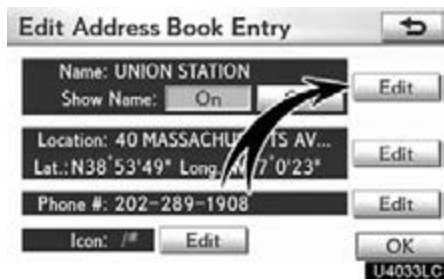 Edit Address Book Entry
Name: UNION STATION
Edit
Show Name: On
Location: 40 MASSACHU TS AV...
Edit
Lat.:N38°53'49" Long. 7°0'23"
Phone #: 202-289-1908
Edit
Icon: Edit
OK
U4033LC